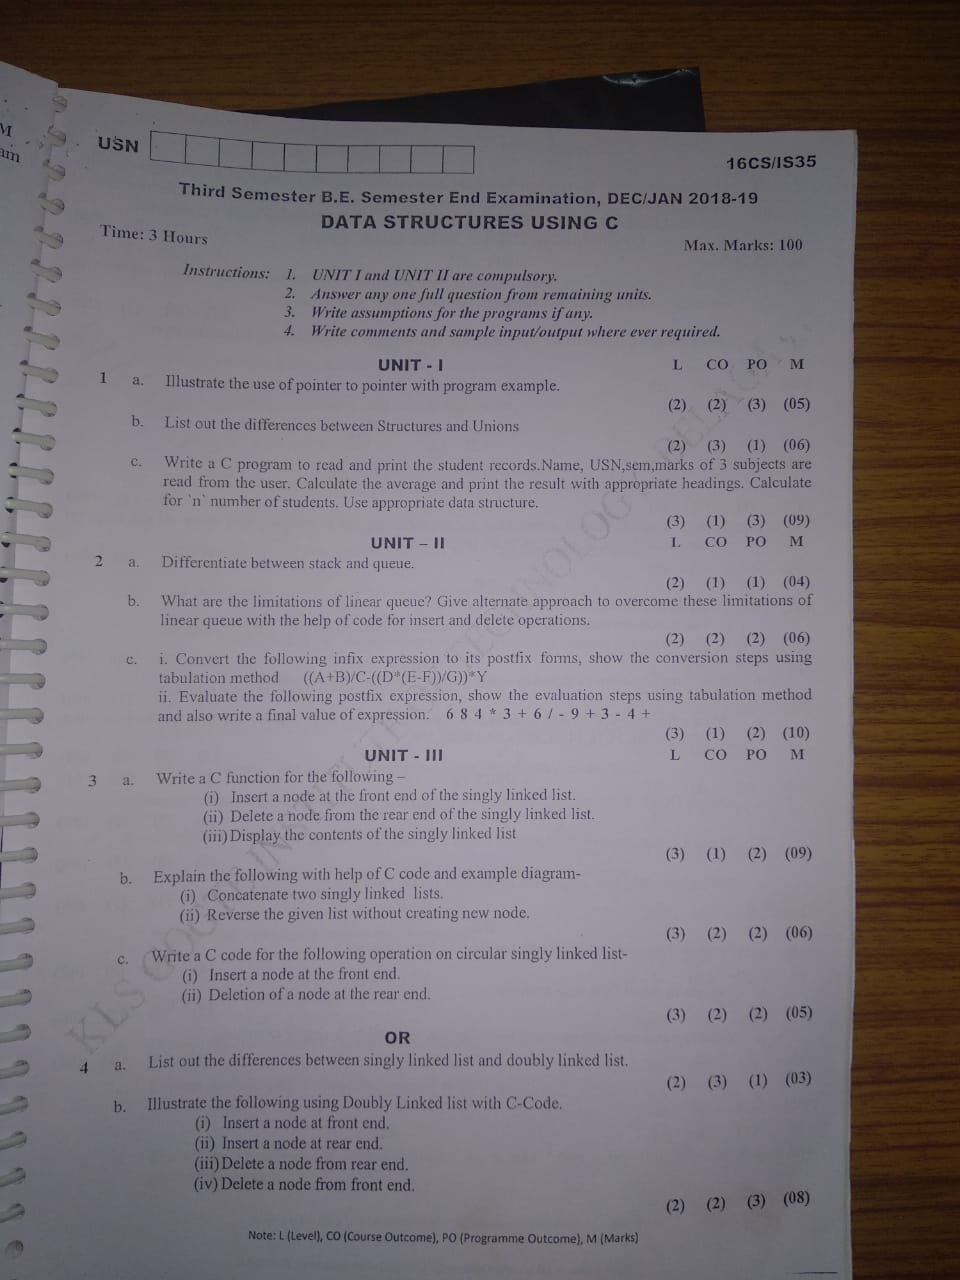 M
am
USN
16CS/IS35
Third Semester B.E. Semester End Examination, DEC/JAN 2018-19
DATA STRUCTURES USING C
Time: 3 Hours
Max. Marks: 100
Instructions: 1. UNIT I and UNIT II are compulsory.
2. Answer any one full question from remaining units.
3. Write assumptions for the programs if any.
4. Write comments and sample input/output where ever required.
UNIT - I L CO PO M
1 a. Illustrate the use of pointer to pointer with program example.
(2) (2) (3) (05)
b. List out the differences between Structures and Unions
(2) (3) (1) (06)
c. Write a C program to read and print the student records.Name, USN,sem,marks of 3 subjects are
read from the user. Calculate the average and print the result with appropriate headings. Calculate
for `n` number of students. Use appropriate data structure.
(3) (1) (3) (09)
UNIT – II L CO PO M
2 a. Differentiate between stack and queue.
(2) (1) (1) (04)
b. What are the limitations of linear queue? Give alternate approach to overcome these limitations of
linear queue with the help of code for insert and delete operations.
(2) (2) (2) (06)
c. i. Convert the following infix expression to its postfix forms, show the conversion steps using
tabulation method ((A+B)/C-((D*(E-F))/G))*Y
ii. Evaluate the following postfix expression, show the evaluation steps using tabulation method
and also write a final value of expression. 6 8 4 * 3 + 6 / - 9 + 3 - 4 +
(3) (1) (2) (10)
UNIT - III L CO PO M
3 a. Write a C function for the following –
(i) Insert a node at the front end of the singly linked list.
(ii) Delete a node from the rear end of the singly linked list.
(iii) Display the contents of the singly linked list
(3) (1) (2) (09)
b. Explain the following with help of C code and example diagram-
(i) Concatenate two singly linked lists.
(ii) Reverse the given list without creating new node.
(3) (2) (2) (06)
c. Write a C code for the following operation on circular singly linked list-
(i) Insert a node at the front end.
(ii) Deletion of a node at the rear end.
(3) (2) (2) (05)
OR
4 a. List out the differences between singly linked list and doubly linked list.
(2) (3) (1) (03)
b. Illustrate the following using Doubly Linked list with C-Code.
(i) Insert a node at front end.
(ii) Insert a node at rear end.
(iii) Delete a node from rear end.
(iv) Delete a node from front end.
(2) (2) (3) (08)
Note: L (Level), CO (Course Outcome), PO (Programme Outcome), M (Marks)